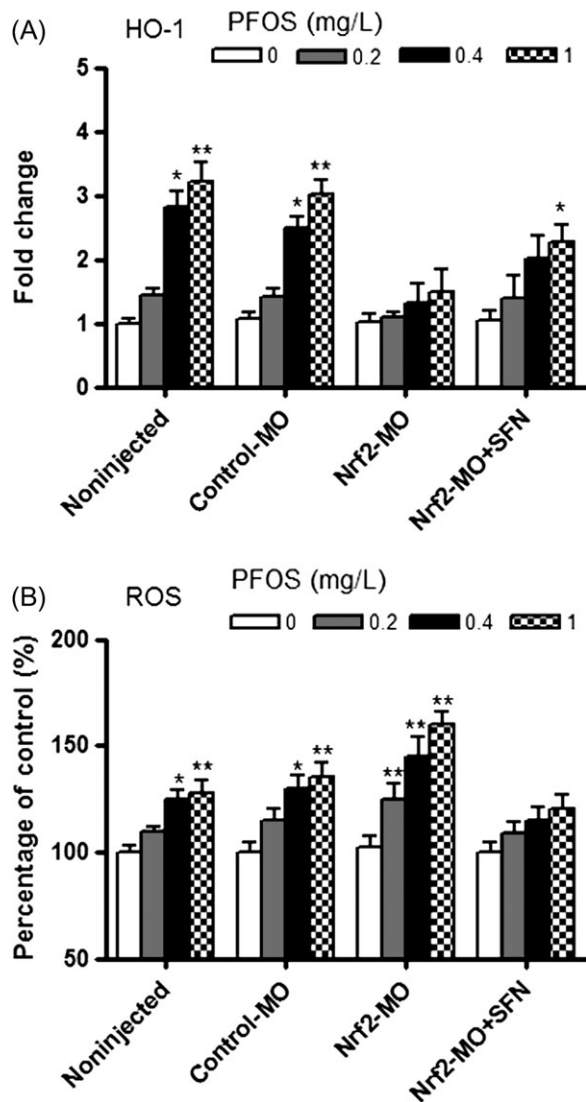 (A) HO-1 PFOS (mg/L)
0 0.2 0.4 1
5
4
3
2
1
0
Fold change
* ** * ** *
Noninjected Control-MO Nrf2-MO Nrf2-MO+SFN
(B) ROS PFOS (mg/L)
0 0.2 0.4 1
200
150
100
50
Percentage of control (%)
* ** * ** ** ** **
Noninjected Control-MO Nrf2-MO Nrf2-MO+SFN